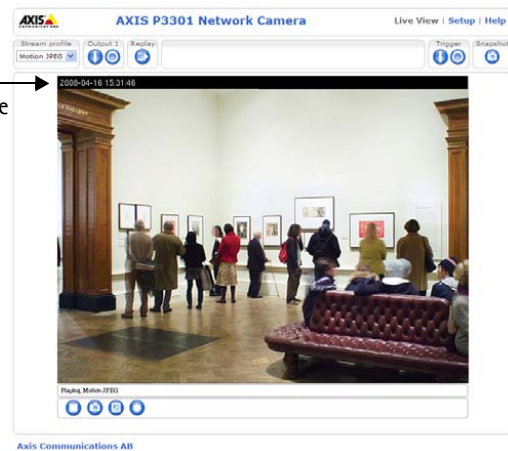 AXIS
COMMUNICATIONS
AXIS P3301 Network Camera
Live View | Setup | Help
Stream profile
Output 1
Replay
Trigger
Snapshot
Motion JPEG
2008-04-16 15:31:46
e
Playing, Motion JPEG
Axis Communications AB